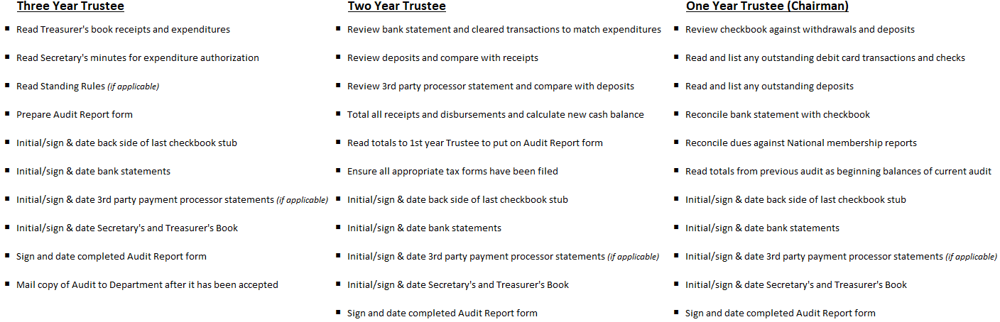 Three Year Trustee
▪ Read Treasurer's book receipts and expenditures
▪ Read Secretary's minutes for expenditure authorization
▪ Read Standing Rules (if applicable)
▪ Prepare Audit Report form
▪ Initial/sign & date back side of last checkbook stub
▪ Initial/sign & date bank statements
▪ Initial/sign & date 3rd party payment processor statements (if applicable)
▪ Initial/sign & date Secretary's and Treasurer's Book
▪ Sign and date completed Audit Report form
▪ Mail copy of Audit to Department after it has been accepted
Two Year Trustee
▪ Review bank statement and cleared transactions to match expenditures
▪ Review deposits and compare with receipts
▪ Review 3rd party processor statement and compare with deposits
▪ Total all receipts and disbursements and calculate new cash balance
▪ Read totals to 1st year Trustee to put on Audit Report form
▪ Ensure all appropriate tax forms have been filed
▪ Initial/sign & date back side of last checkbook stub
▪ Initial/sign & date bank statements
▪ Initial/sign & date 3rd party payment processor statements (if applicable)
▪ Initial/sign & date Secretary's and Treasurer's Book
▪ Sign and date completed Audit Report form
One Year Trustee (Chairman)
▪ Review checkbook against withdrawals and deposits
▪ Read and list any outstanding debit card transactions and checks
▪ Read and list any outstanding deposits
▪ Reconcile bank statement with checkbook
▪ Reconcile dues against National membership reports
▪ Read totals from previous audit as beginning balances of current audit
▪ Initial/sign & date back side of last checkbook stub
▪ Initial/sign & date bank statements
▪ Initial/sign & date 3rd party payment processor statements (if applicable)
▪ Initial/sign & date Secretary's and Treasurer's Book
▪ Sign and date completed Audit Report form